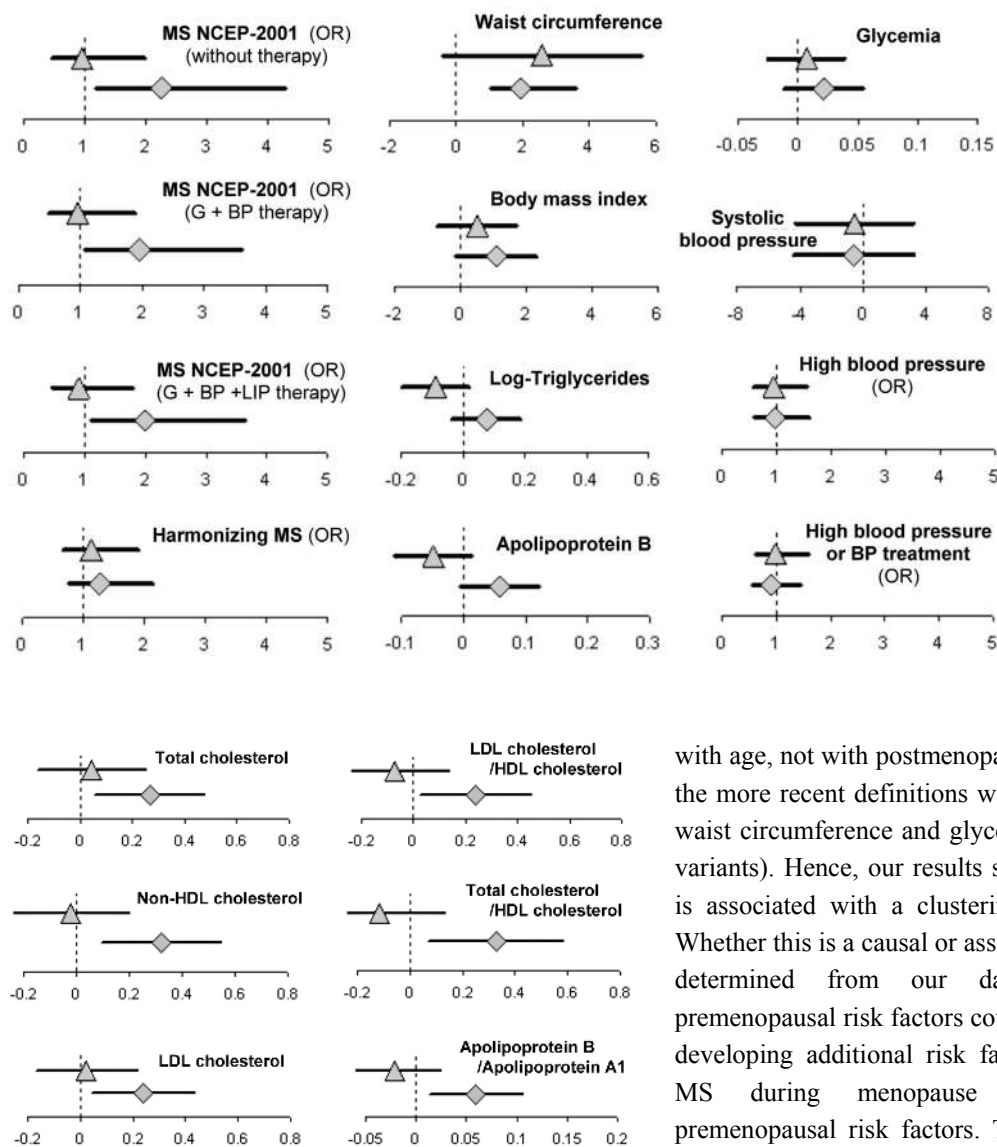 MS NCEP-2001 (OR)
(without therapy)
0 1 2 3 4 5
Waist circumference
-2 0 2 4 6
Glycemia
-0.05 0 0.05 0.1 0.15
MS NCEP-2001 (OR)
(G + BP therapy)
0 1 2 3 4 5
Body mass index
-2 0 2 4 6
Systolic
blood pressure
-8 -4 0 4 8
MS NCEP-2001 (OR)
(G + BP +LIP therapy)
0 1 2 3 4 5
Log-Triglycerides
-0.2 0 0.2 0.4 0.6
High blood pressure
(OR)
0 1 2 3 4 5
Harmonizing MS (OR)
0 1 2 3 4 5
Apolipoprotein B
-0.1 0 0.1 0.2 0.3
High blood pressure
or BP treatment
(OR)
0 1 2 3 4 5
Total cholesterol
-0.2 0 0.2 0.4 0.6 0.8
LDL cholesterol
/HDL cholesterol
-0.2 0 0.2 0.4 0.6 0.8
Non-HDL cholesterol
-0.2 0 0.2 0.4 0.6 0.8
Total cholesterol
/HDL cholesterol
-0.2 0 0.2 0.4 0.6 0.8
LDL cholesterol
-0.2 0 0.2 0.4 0.6 0.8
Apolipoprotein B
/Apolipoprotein A1
-0.05 0 0.05 0.1 0.15 0.2
with age, not with postmenopa
the more recent definitions w
waist circumference and glyc
variants). Hence, our results s
is associated with a clusterin
Whether this is a causal or ass
determined from our da
premenopausal risk factors co
developing additional risk fa
MS during menopause
premenopausal risk factors. T